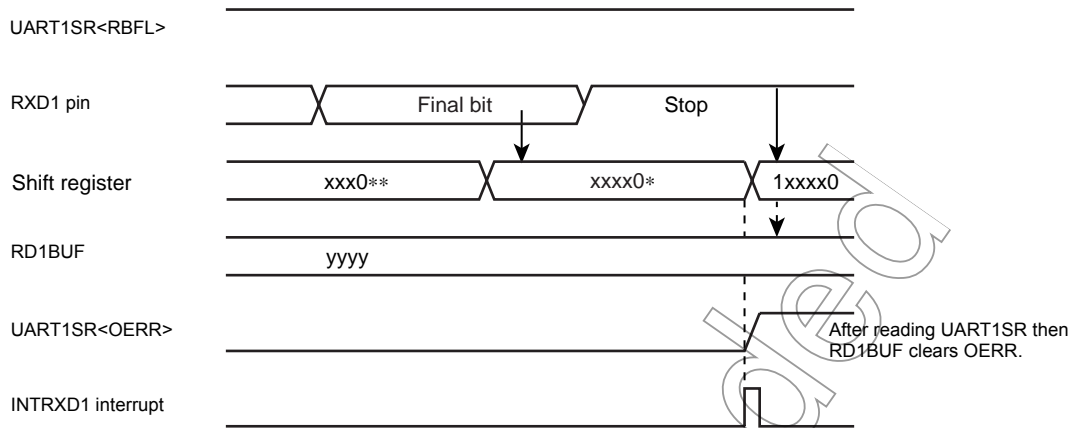 UART1SR<RBFL>
RXD1 pin
Final bit
Stop
Shift register
xxx0**
xxxx0*
1xxxx0
RD1BUF
yyyy
UART1SR<OERR>
After reading UART1SR then
RD1BUF clears OERR.
INTRXD1 interrupt
ded